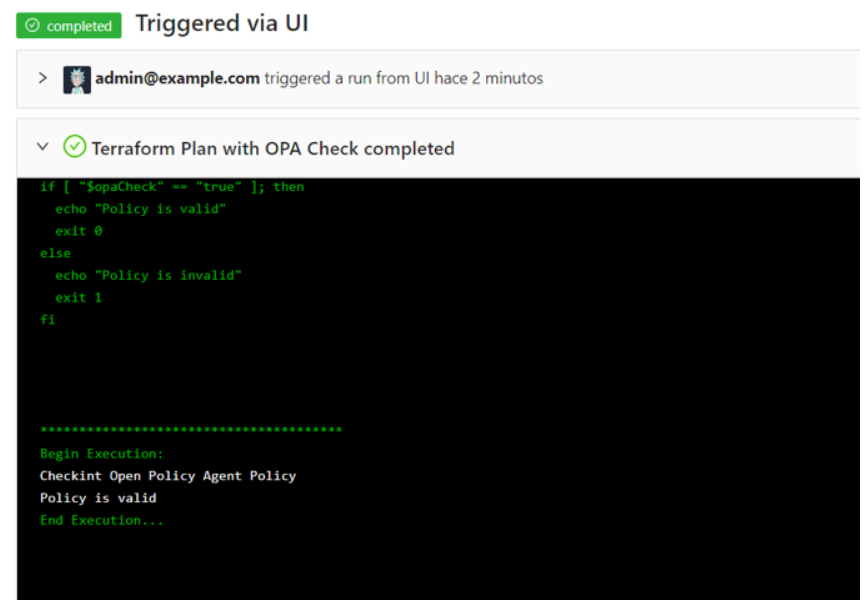 completed Triggered via UI
admin@example.com triggered a run from UI hace 2 minutos
Terraform Plan with OPA Check completed
if [ "$opaCheck" == "true" ]; then
  echo "Policy is valid"
  exit 0
else
  echo "Policy is invalid"
  exit 1
fi
***************************************
Begin Execution:
Checkint Open Policy Agent Policy
Policy is valid
End Execution...